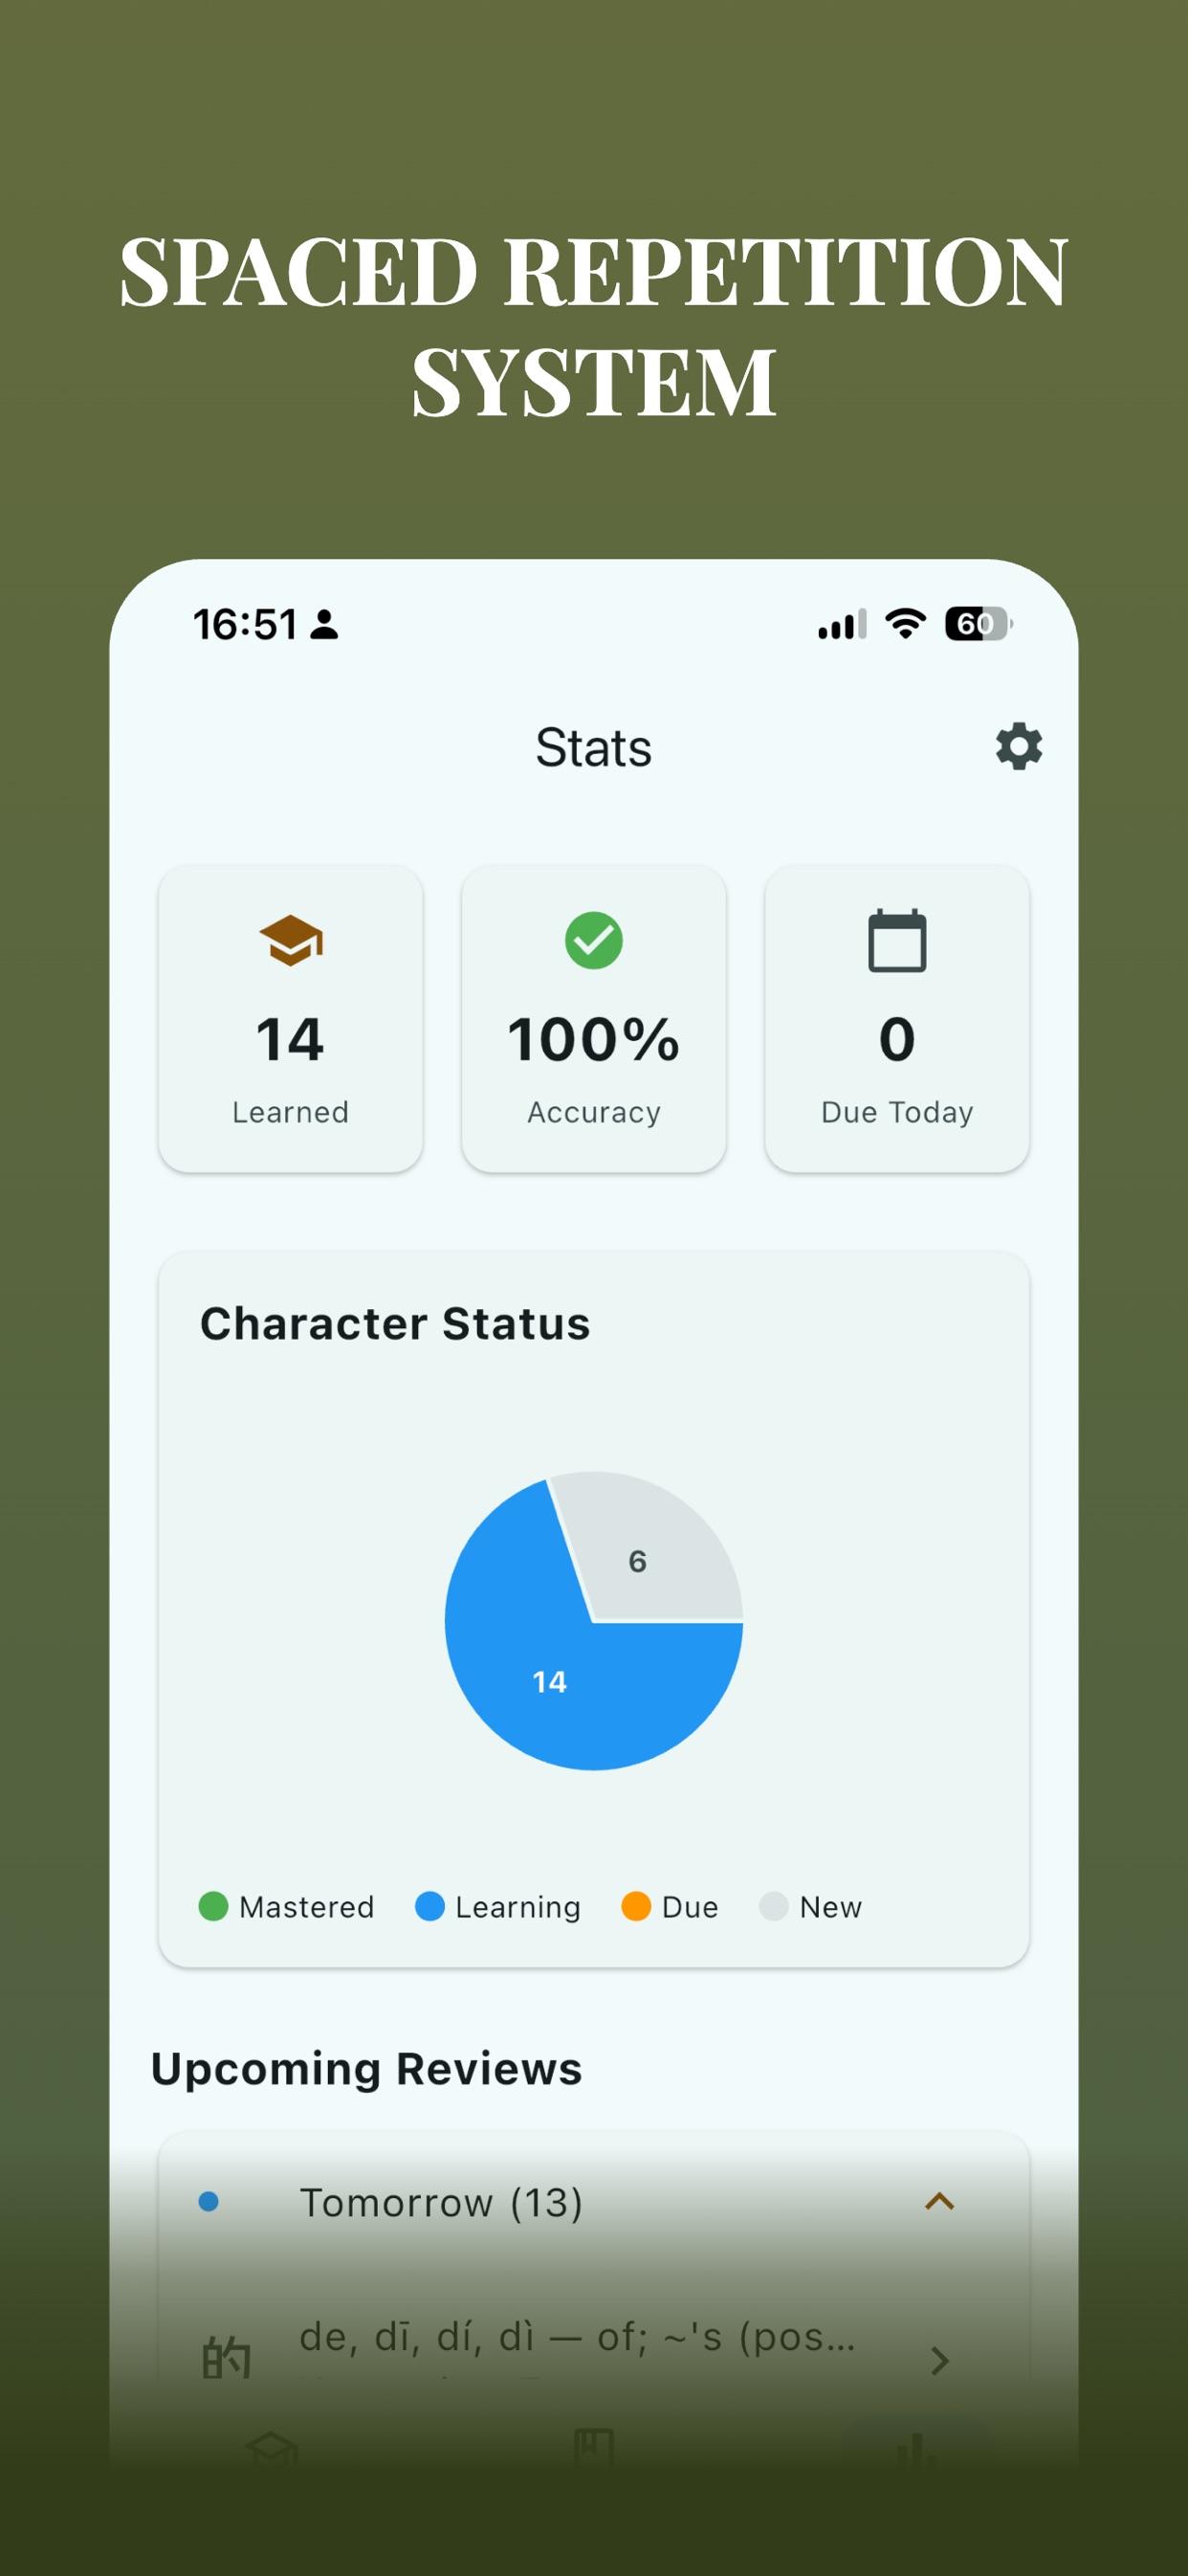 SPACED REPETITION
SYSTEM
16:51
60
Stats
14
100%
0
Learned
Accuracy
Due Today
Character Status
6
14
Mastered
Learning
Due
New
Upcoming Reviews
Tomorrow (13)
de, dī, dí, dì — of; ~'s (pos...
的